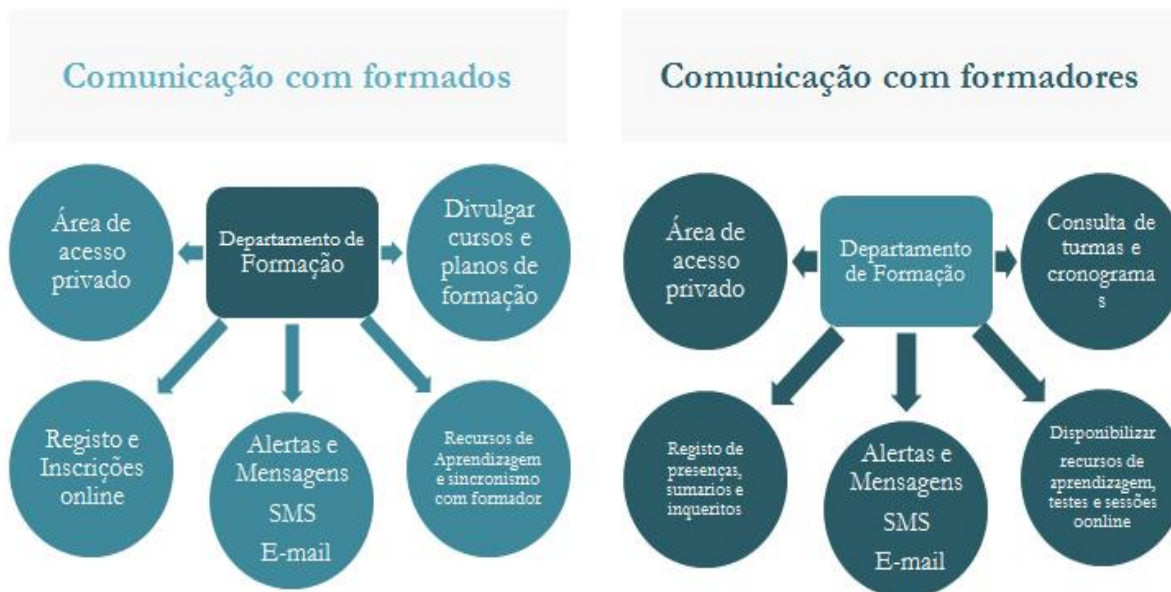 Comunicação com formados
Área de
acesso
privado
Departamento de
Formação
Divulgar
cursos e
planos de
formação
Registo e
Inscrições
online
Alertas e
Mensagens
SMS
E-mail
Recursos de
Aprendizagem
e sincronismo
com formador
Comunicação com formadores
Área de
acesso
privado
Departamento
de Formação
Consulta de
turmas e
cronograma
s
Registo de
presenças,
sumarios e
inqueritos
Alertas e
Mensagens
SMS
E-mail
Disponibilizar
recursos de
aprendizagem,
testes e sessões
oonline